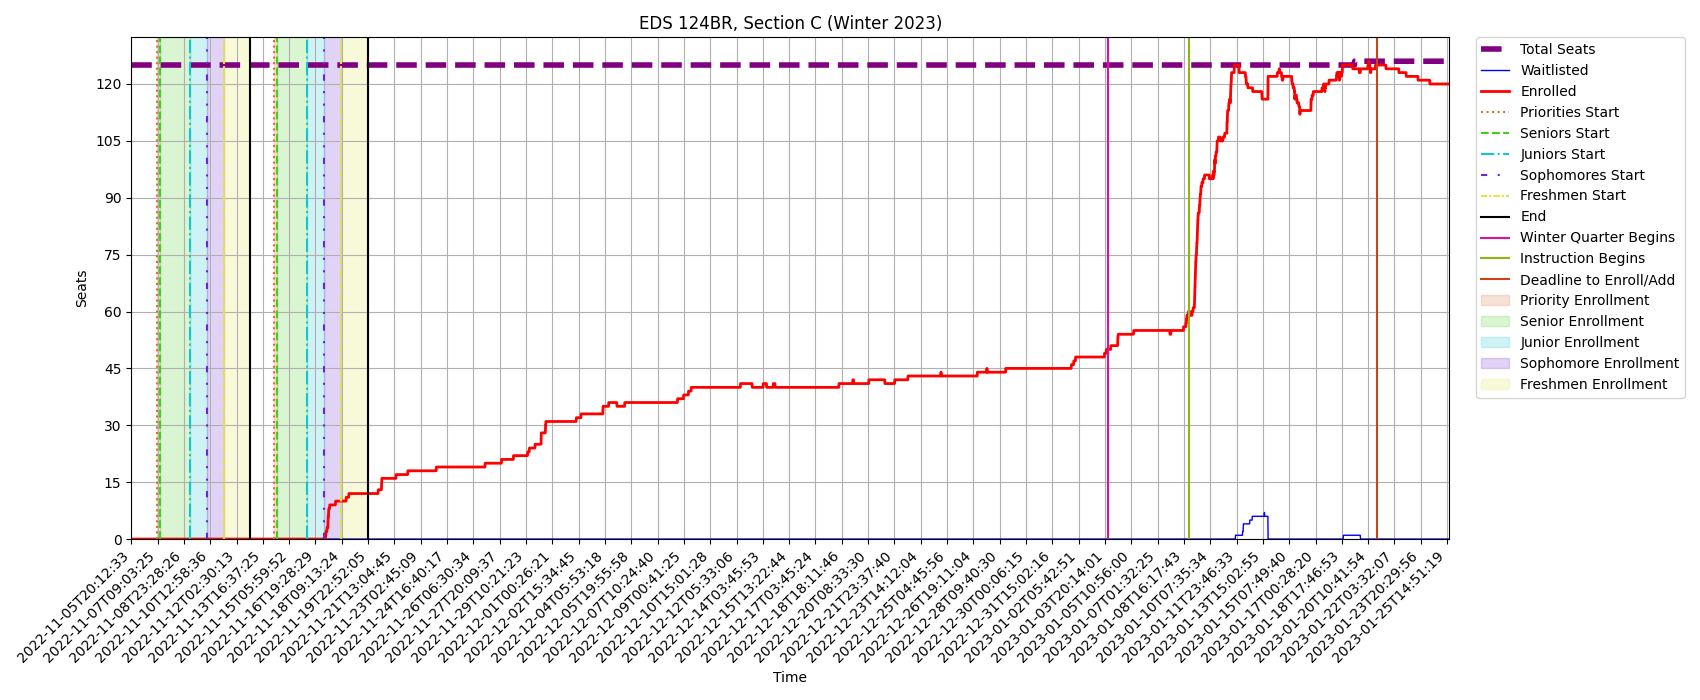 EDS 124BR, Section C (Winter 2023)
Seats
120
105
90
75
60
45
30
15
0
2022-11-05T20:12:33
2022-11-07T09:03:25
2022-11-08T23:28:26
2022-11-10T12:58:36
2022-11-12T02:30:13
2022-11-13T16:37:25
2022-11-15T05:59:52
2022-11-16T19:28:29
2022-11-18T09:13:24
2022-11-19T22:52:05
2022-11-21T13:04:45
2022-11-23T02:45:09
2022-11-24T16:40:17
2022-11-26T06:30:34
2022-11-27T20:09:37
2022-11-29T10:21:23
2022-12-01T00:26:21
2022-12-02T15:34:45
2022-12-04T05:53:18
2022-12-05T19:55:58
2022-12-07T10:24:40
2022-12-09T00:41:25
2022-12-10T15:01:28
2022-12-12T05:33:06
2022-12-14T03:45:53
2022-12-15T13:22:44
2022-12-17T03:45:24
2022-12-18T18:11:46
2022-12-20T08:33:30
2022-12-21T23:37:40
2022-12-23T14:12:04
2022-12-25T04:45:56
2022-12-26T19:11:04
2022-12-28T09:40:30
2022-12-30T00:06:15
2022-12-31T15:02:16
2023-01-02T05:42:51
2023-01-03T20:14:01
2023-01-05T10:56:00
2023-01-07T01:32:25
2023-01-08T16:17:43
2023-01-10T07:35:34
2023-01-11T23:46:33
2023-01-13T15:02:55
2023-01-15T07:49:40
2023-01-17T00:28:20
2023-01-18T17:46:53
2023-01-20T10:41:54
2023-01-22T03:32:07
2023-01-23T20:29:56
2023-01-25T14:51:19
Time
Total Seats
Waitlisted
Enrolled
Priorities Start
Seniors Start
Juniors Start
Sophomores Start
Freshmen Start
End
Winter Quarter Begins
Instruction Begins
Deadline to Enroll/Add
Priority Enrollment
Senior Enrollment
Junior Enrollment
Sophomore Enrollment
Freshmen Enrollment